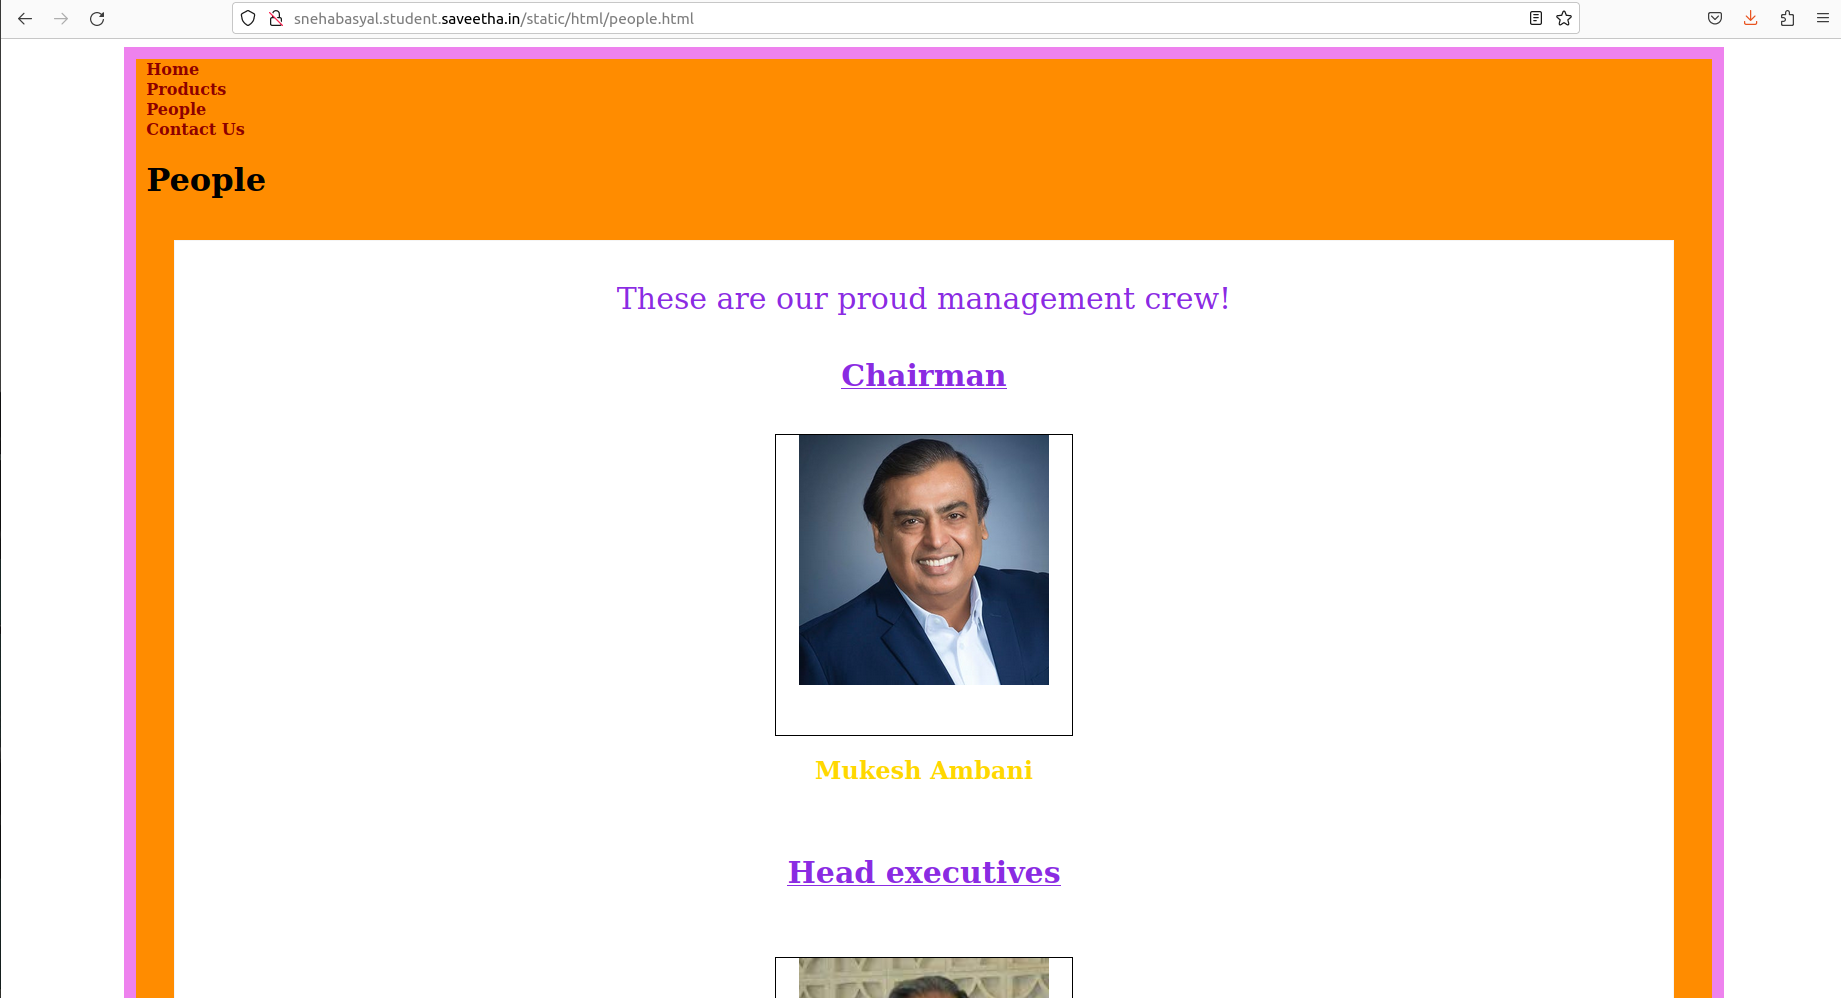 snehabasyal.student.saveetha.in/static/html/people.html
Home
Products
People
Contact Us
People
These are our proud management crew!
Chairman
Mukesh Ambani
Head executives